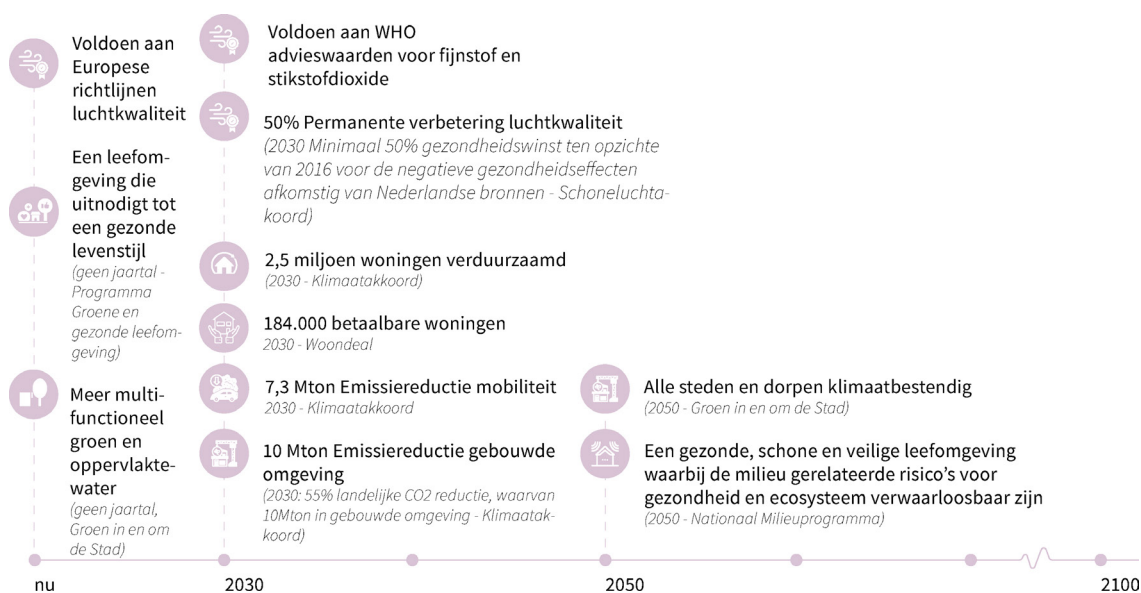 Voldoen aan
Europese
richtlijnen
luchtkwaliteit
Een leefom-
geving die
uitnodigt tot
een gezonde
levenstijl
(geen jaartal -
Programma
Groene en
gezonde leefom-
geving)
Meer multi-
functioneel
groen en
oppervlakte-
water
(geen jaartal,
Groen in en om
de Stad)
Voldoen aan WHO
advieswaarden voor fijnstof en
stikstofdioxide
50% Permanente verbetering luchtkwaliteit
(2030 Minimaal 50% gezondheidswinst ten opzichte
van 2016 voor de negatieve gezondheidseffecten
afkomstig van Nederlandse bronnen - Schoneluchta-
koord)
2,5 miljoen woningen verduurzaamd
(2030 - Klimaatakkoord)
184.000 betaalbare woningen
2030 - Woondeal
7,3 Mton Emissiereductie mobiliteit
2030 - Klimaatakkoord
10 Mton Emissiereductie gebouwde
omgeving
(2030: 55% landelijke CO2 reductie, waarvan
10Mton in gebouwde omgeving - Klimaatak-
koord)
Alle steden en dorpen klimaatbestendig
(2050 - Groen in en om de Stad)
Een gezonde, schone en veilige leefomgeving
waarbij de milieu gerelateerde risico's voor
gezondheid en ecosysteem verwaarloosbaar zijn
(2050 - Nationaal Milieuprogramma)
nu
2030
2050
2100